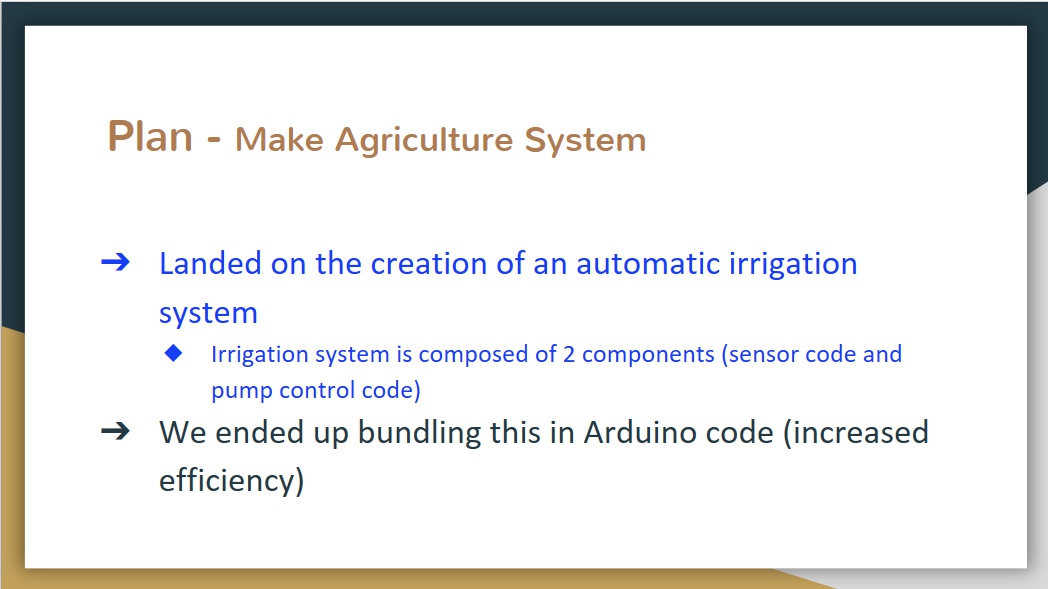 Plan - Make Agriculture System
➔ Landed on the creation of an automatic irrigation
system
◆ Irrigation system is composed of 2 components (sensor code and
pump control code)
➔ We ended up bundling this in Arduino code (increased
efficiency)